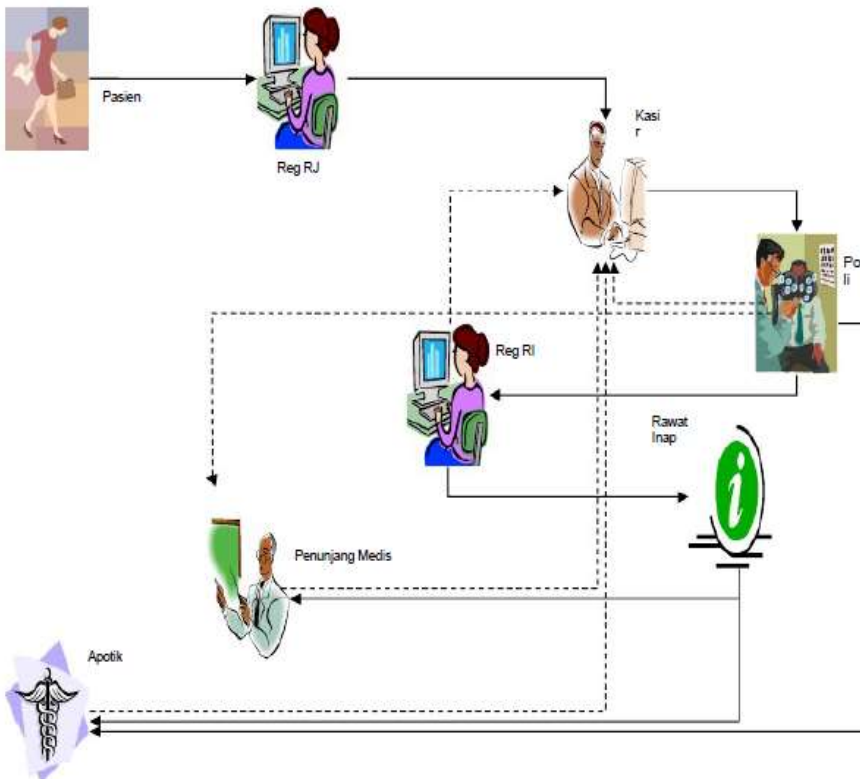 Pasien
Reg RJ
Kasi
r
Po
li
Reg RI
Rawat
Inap
Penunjang Medis
Apotik